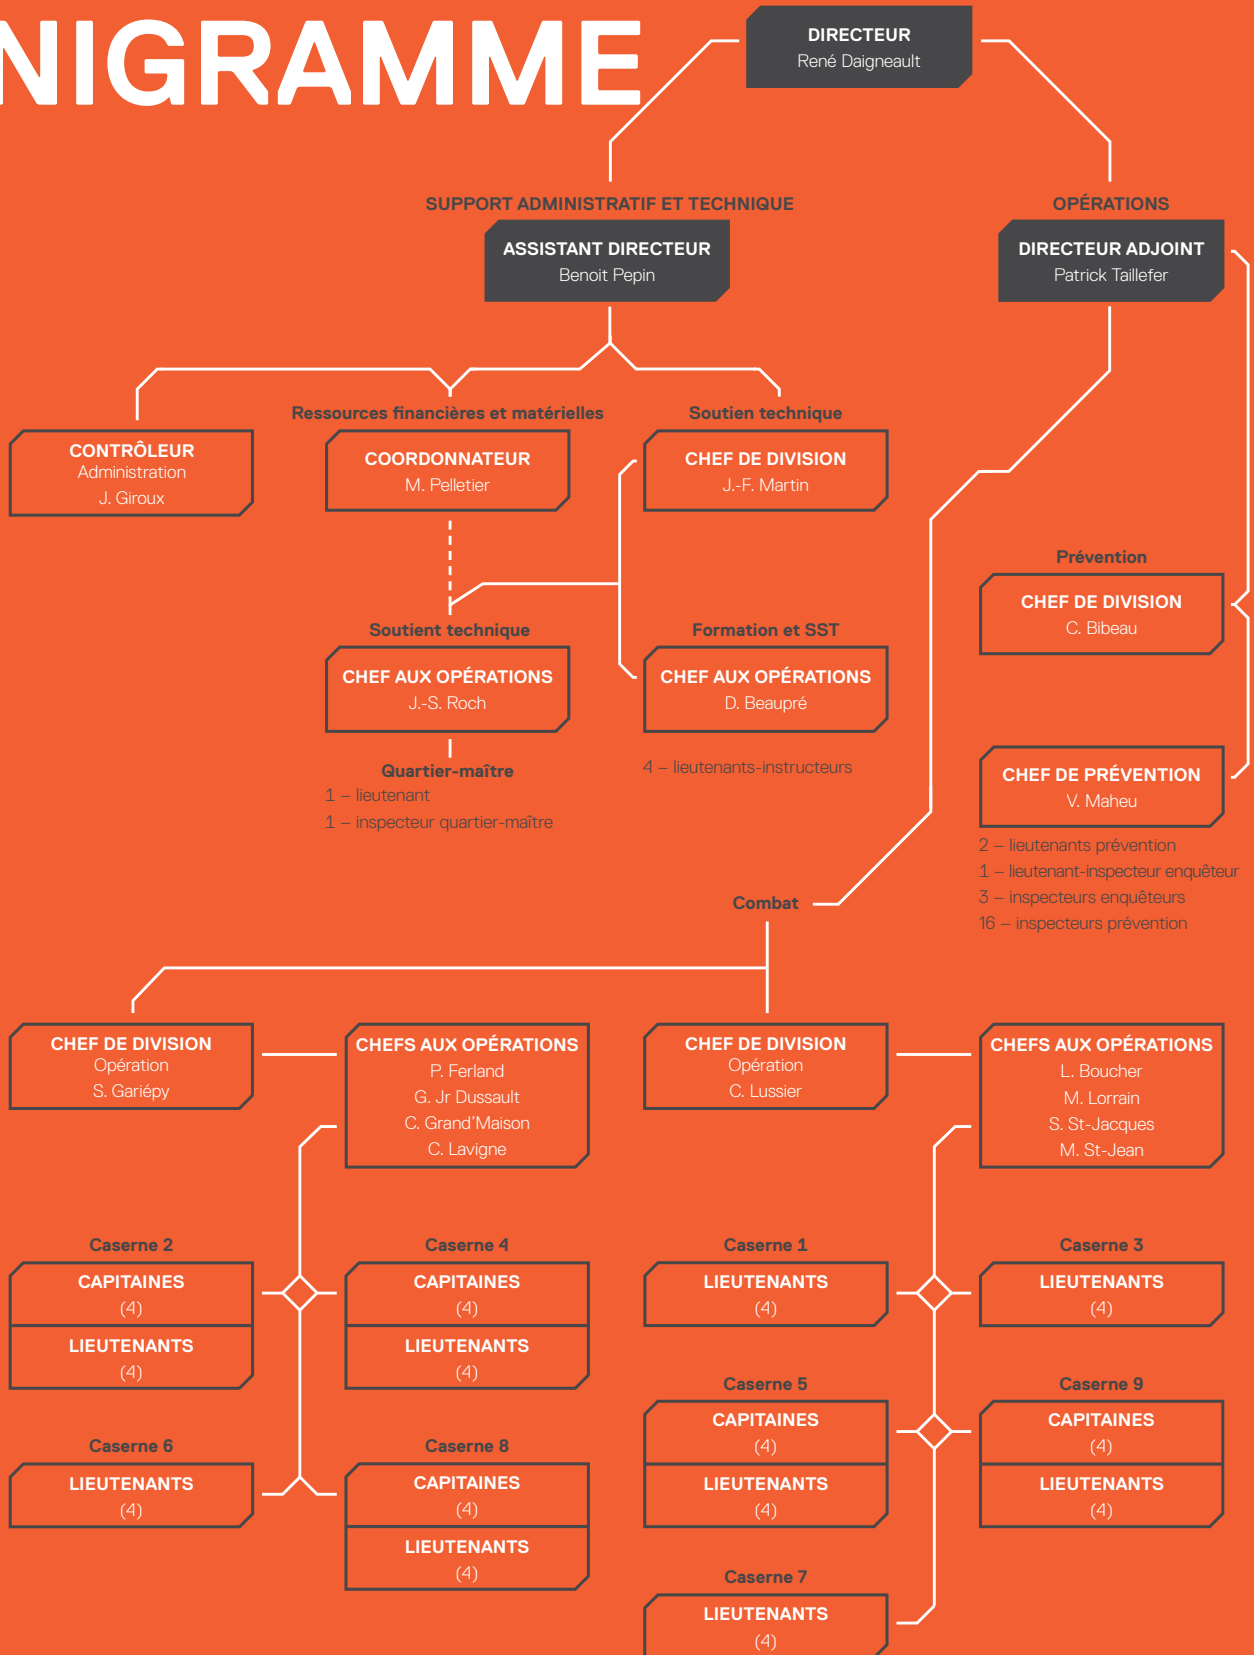 NIGRAMME
DIRECTEUR
René Daigneault
SUPPORT ADMINISTRATIF ET TECHNIQUE
ASSISTANT DIRECTEUR
Benoit Pepin
OPÉRATIONS
DIRECTEUR ADJOINT
Patrick Taillefer
CONTRÔLEUR
Administration
J. Giroux
Ressources financières et matérielles
COORDONNATEUR
M. Pelletier
Soutien technique
CHEF DE DIVISION
J.-F. Martin
Prévention
CHEF DE DIVISION
C. Bibeau
Soutient technique
CHEF AUX OPÉRATIONS
J.-S. Roch
Quartier-maître
1 – lieutenant
1 – inspecteur quartier-maître
Formation et SST
CHEF AUX OPÉRATIONS
D. Beaupré
4 – lieutenants-instructeurs
CHEF DE PRÉVENTION
V. Maheu
2 – lieutenants prévention
1 – lieutenant-inspecteur enquêteur
3 – inspecteurs enquêteurs
16 – inspecteurs prévention
Combat
CHEF DE DIVISION
Opération
S. Gariépy
CHEFS AUX OPÉRATIONS
P. Ferland
G. Jr Dussault
C. Grand'Maison
C. Lavigne
CHEF DE DIVISION
Opération
C. Lussier
CHEFS AUX OPÉRATIONS
L. Boucher
M. Lorrain
S. St-Jacques
M. St-Jean
Caserne 2
CAPITAINES
(4)
LIEUTENANTS
(4)
Caserne 4
CAPITAINES
(4)
LIEUTENANTS
(4)
Caserne 1
LIEUTENANTS
(4)
Caserne 3
LIEUTENANTS
(4)
Caserne 6
LIEUTENANTS
(4)
Caserne 8
CAPITAINES
(4)
LIEUTENANTS
(4)
Caserne 5
CAPITAINES
(4)
LIEUTENANTS
(4)
Caserne 9
CAPITAINES
(4)
LIEUTENANTS
(4)
Caserne 7
LIEUTENANTS
(4)